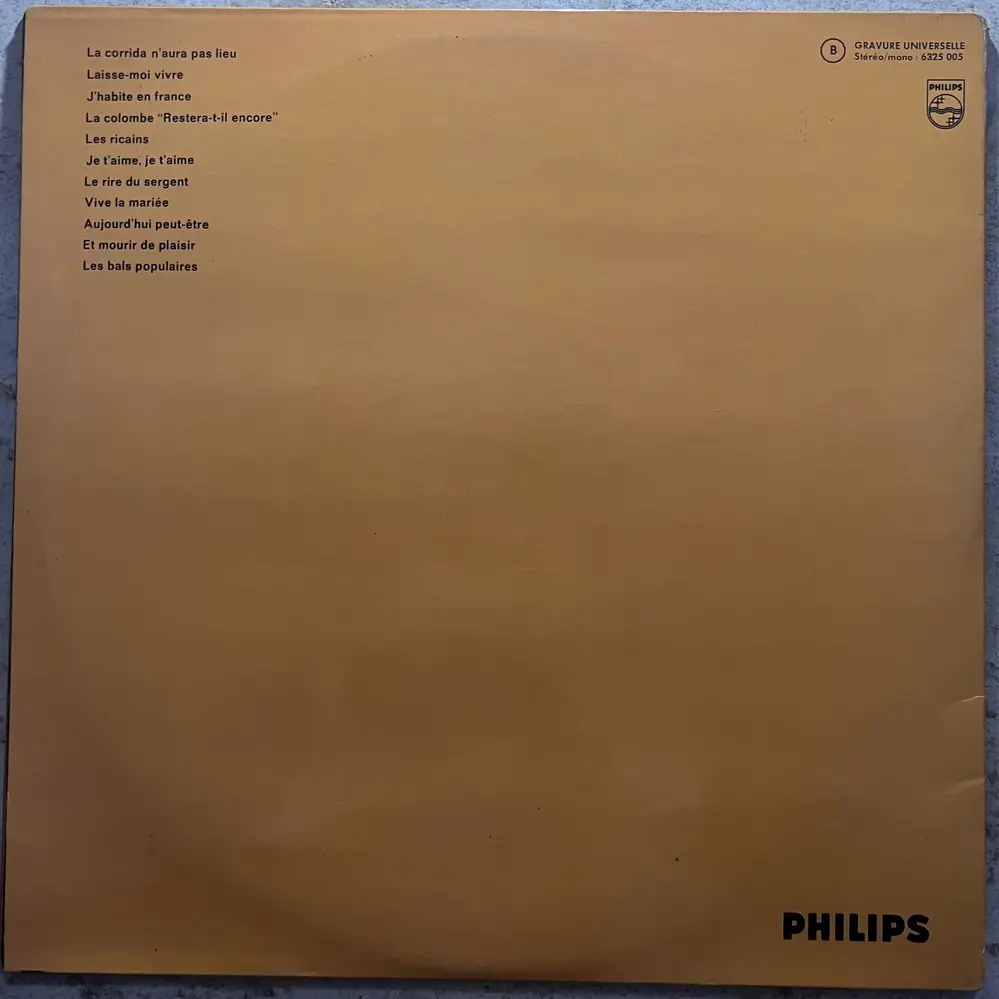 La corrida n'aura pas lieu
Laisse-moi vivre
J'habite en france
La colombe "Restera-t-il encore"
Les ricains
Je t'aime, je t'aime
Le rire du sergent
Vive la mariée
Aujourd'hui peut-être
Et mourir de plaisir
Les bals populaires
B
GRAVURE UNIVERSELLE
Stéréo/mono : 6325 005
PHILIPS
PHILIPS